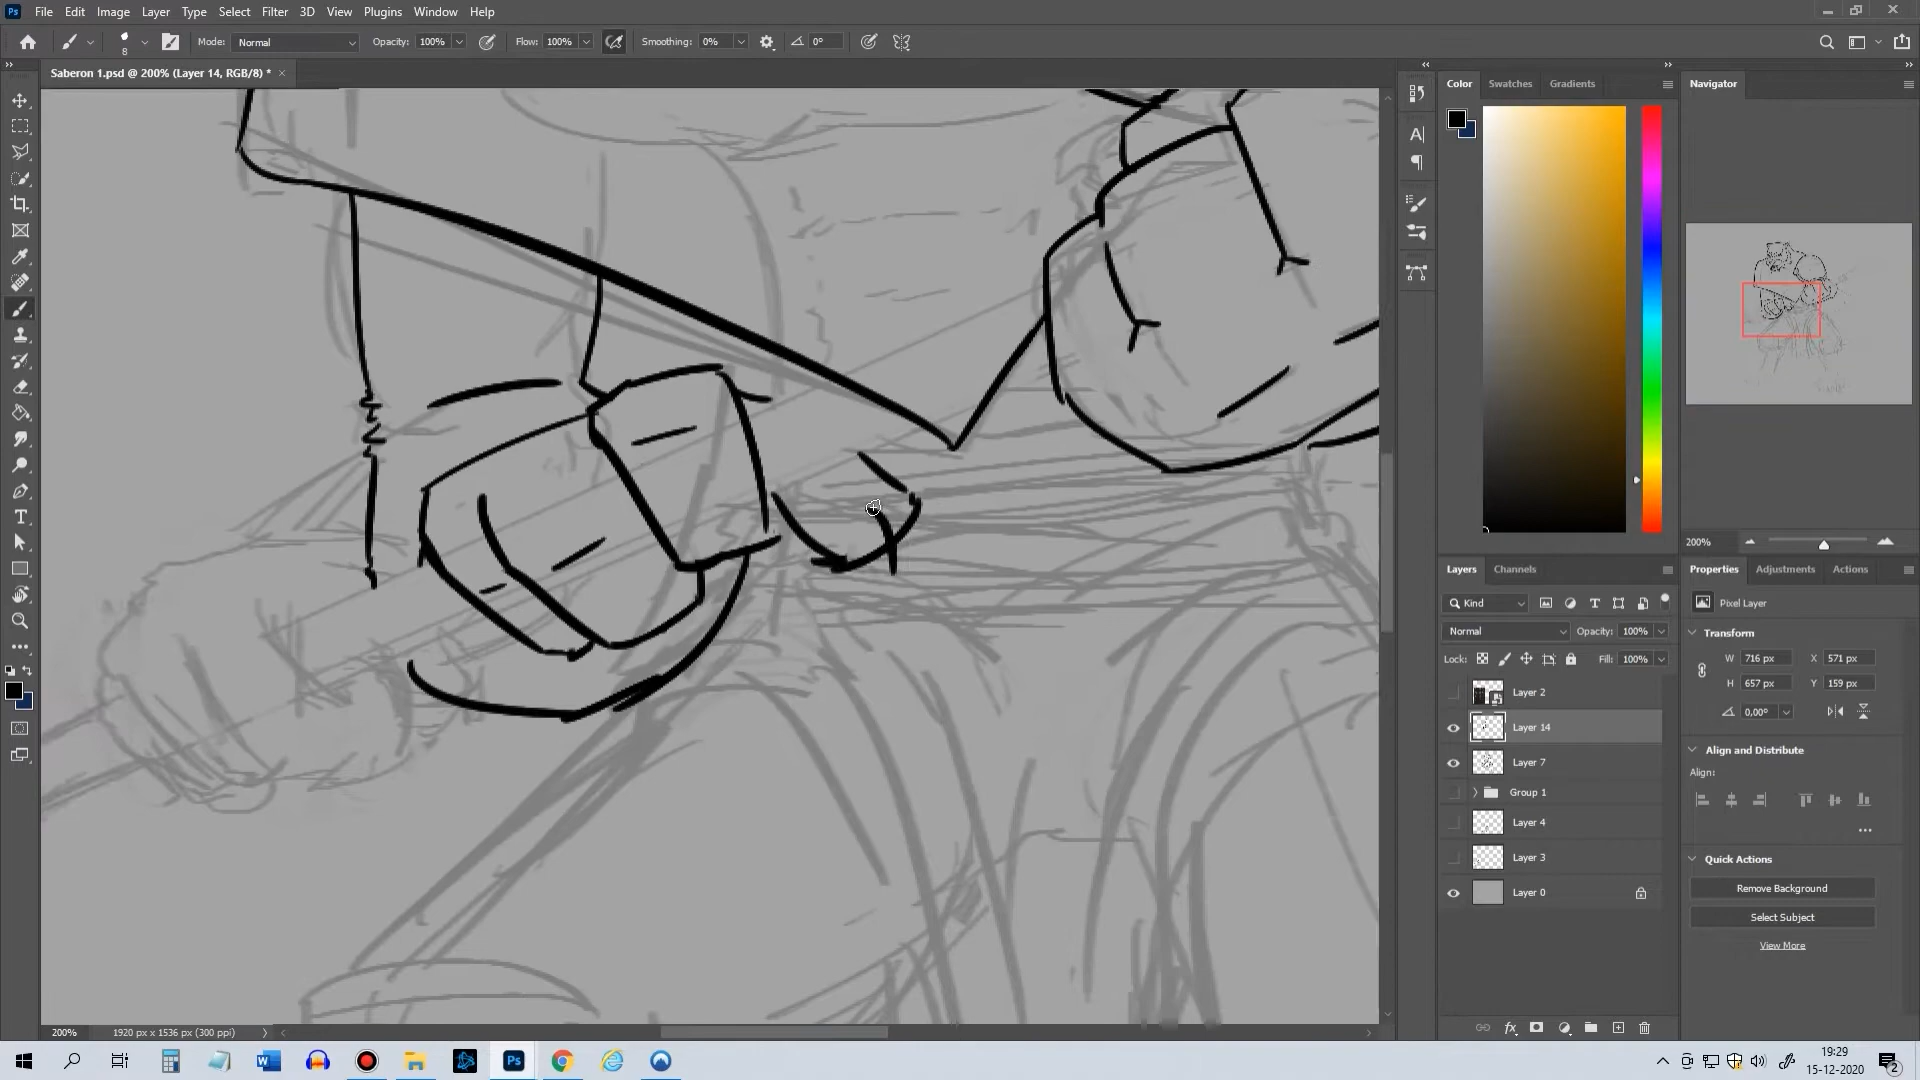 Ps File Edit Image Layer Type Select Filter 3D View Plugins Window Help
8 Mode: Normal Opacity: 100% Flow: 100% Smoothing: 0% 0°
Saberon 1.psd @ 200% (Layer 14, RGB/8) *
Color Swatches Gradients
Navigator
200%
Properties Adjustments Actions
Pixel Layer
Transform
W 716 px X 571 px
H 657 px Y 159 px
0,00°
Align and Distribute
Align:
Quick Actions
Remove Background
Select Subject
View More
Layers Channels
Kind
Normal Opacity: 100%
Lock: Fill: 100%
Layer 2
Layer 14
Layer 7
Group 1
Layer 4
Layer 3
Layer 0
200% 1920 px x 1536 px (300 ppi)
19:29
15-12-2020
2